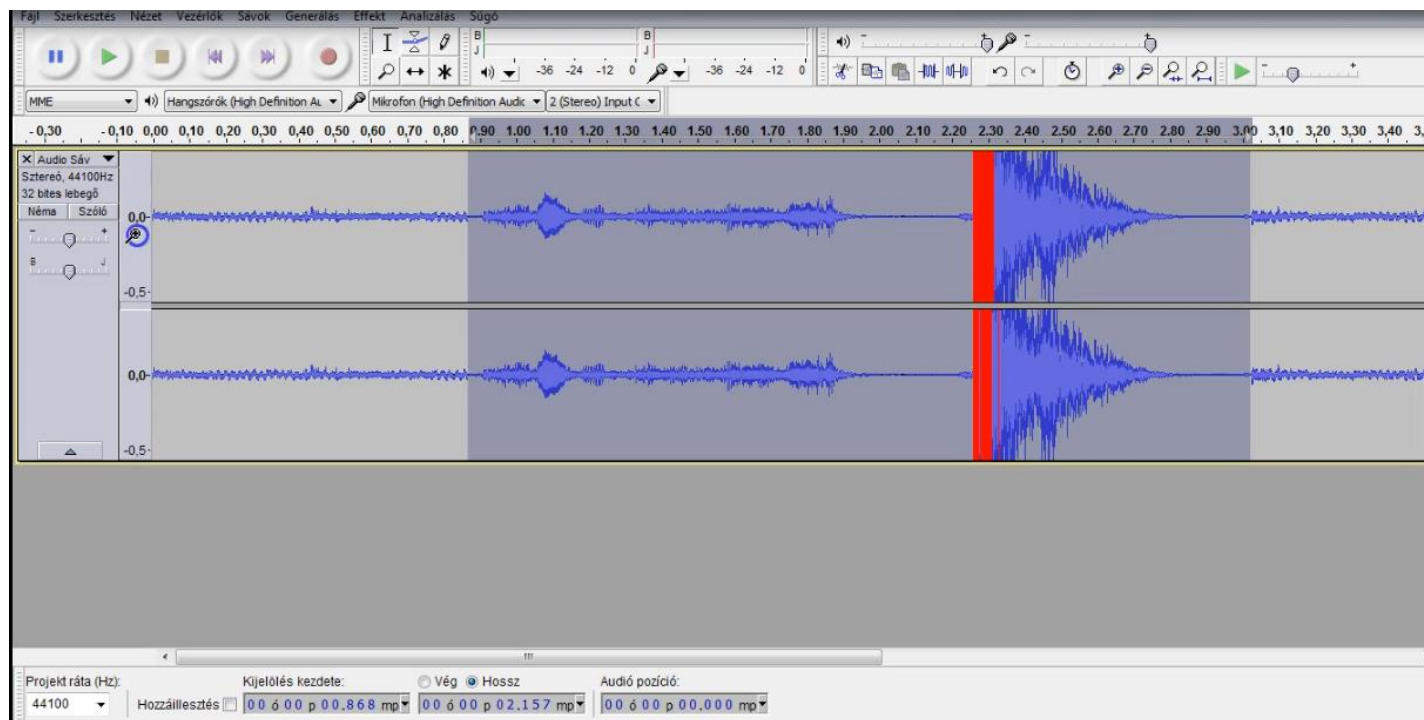 Fájl Szerkesztés Nézet Vezérlők Sávok Generálás Effekt Analizálás Súgó
B J -36 -24 -12 0 B J -36 -24 -12 0
MME Hangszórók (High Definition Au Mikrofon (High Definition Audic 2 (Stereo) Input C
- 0,30 - 0,10 0,00 0,10 0,20 0,30 0,40 0,50 0,60 0,70 0,80 0.90 1.00 1.10 1.20 1.30 1.40 1.50 1.60 1.70 1.80 1.90 2.00 2.10 2.20 2.30 2.40 2.50 2.60 2.70 2.80 2.90 3,00 3,10 3,20 3,30 3,40 3,
X Audio Sáv
Sztereó, 44100Hz
32 bites lebegő
Néma Szóló
0,0-
- +
B J
-0,5-
0,0-
-0,5-
Projekt ráta (Hz): Kijelölés kezdete: Vég Hossz Audió pozíció:
44100 Hozzáillesztés 00 ó 00 p 00.868 mp 00 ó 00 p 02.157 mp 00 ó 00 p 00.000 mp